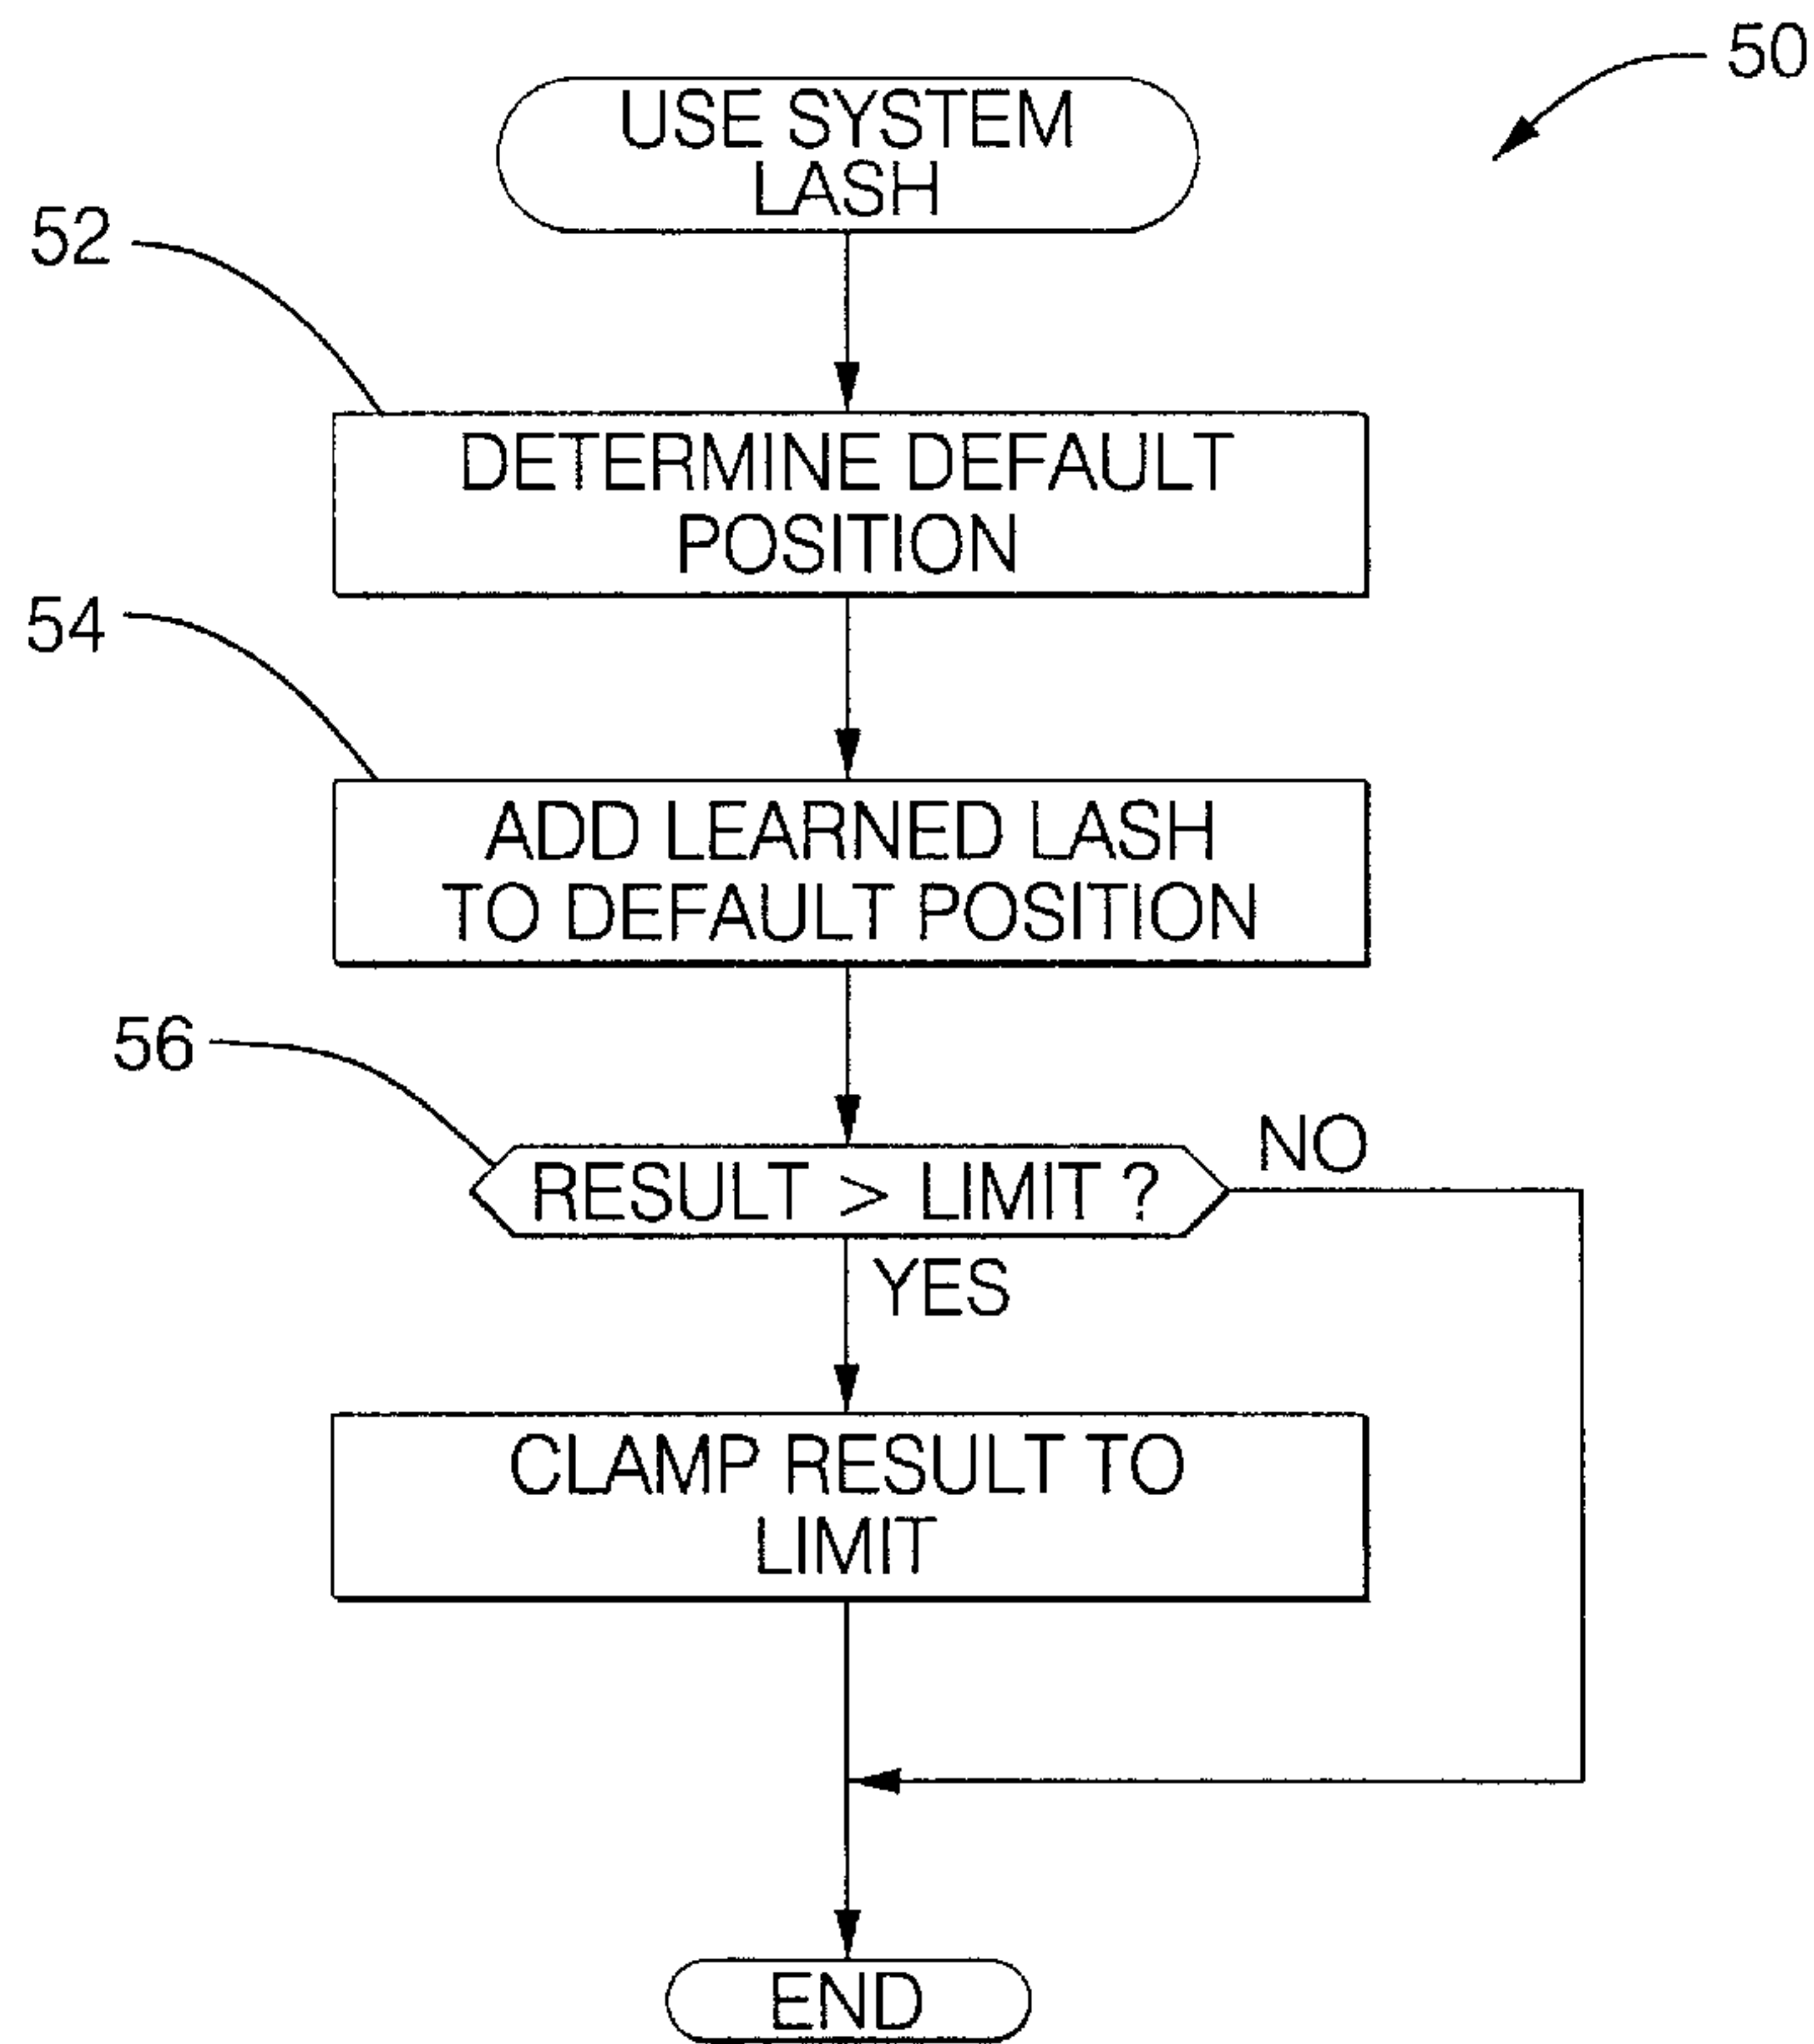 50
USE SYSTEM
LASH
52
DETERMINE DEFAULT
POSITION
54
ADD LEARNED LASH
TO DEFAULT POSITION
56
RESULT > LIMIT ?
NO
YES
CLAMP RESULT TO
LIMIT
END